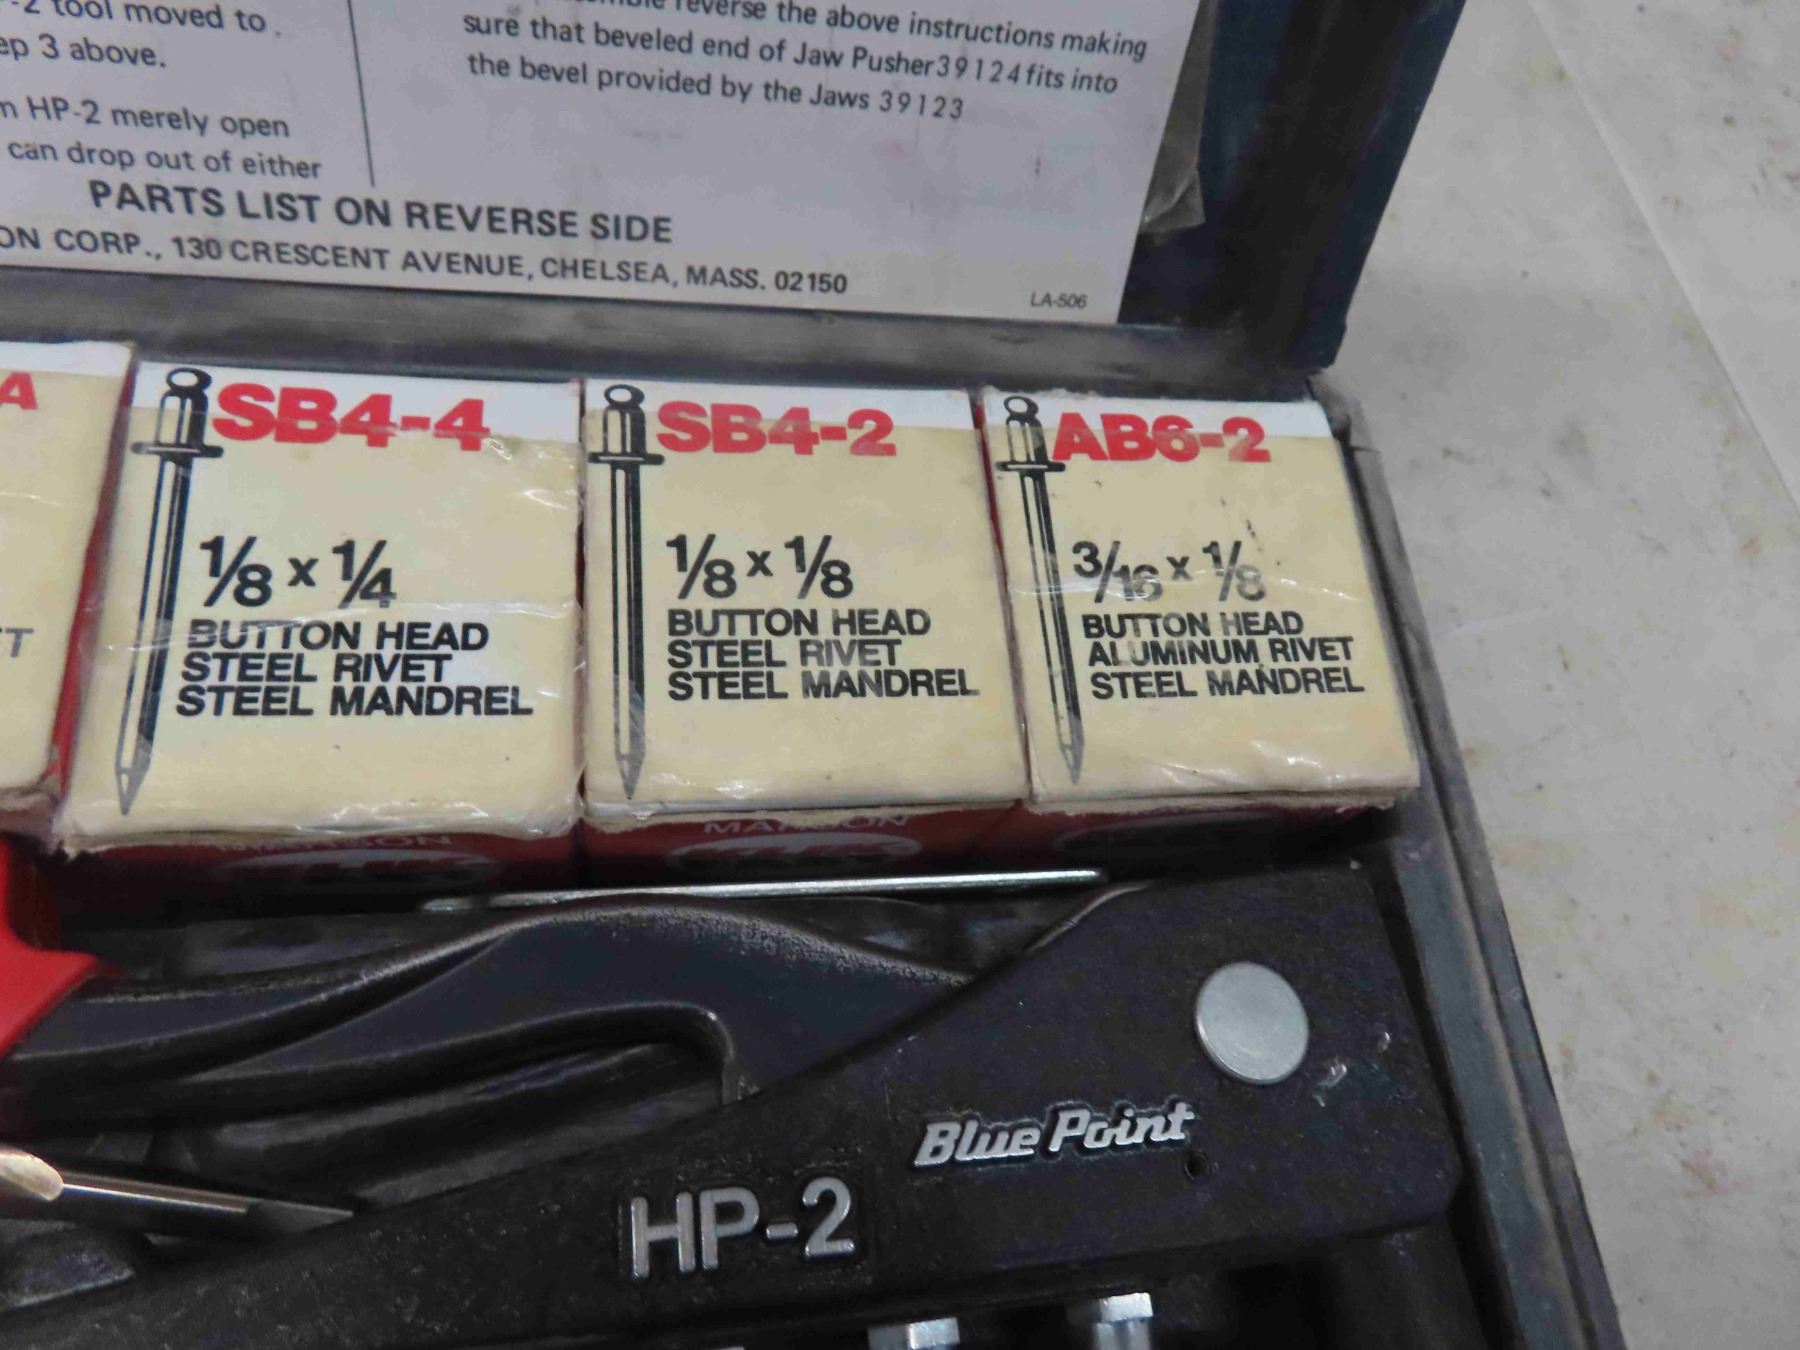 -2 tool moved to
ep 3 above.
m HP-2 merely open
can drop out of either
reverse the above instructions making
sure that beveled end of Jaw Pusher 39124 fits into
the bevel provided by the Jaws 39123
PARTS LIST ON REVERSE SIDE
ON CORP., 130 CRESCENT AVENUE, CHELSEA, MASS. 02150
LA-506
A
T
SB4-4
1/8 x 1/4
BUTTON HEAD
STEEL RIVET
STEEL MANDREL
SB4-2
1/8 x 1/8
BUTTON HEAD
STEEL RIVET
STEEL MANDREL
AB6-2
3/16 x 1/8
BUTTON HEAD
ALUMINUM RIVET
STEEL MANDREL
MARSON
MARSON
Blue Point
HP-2